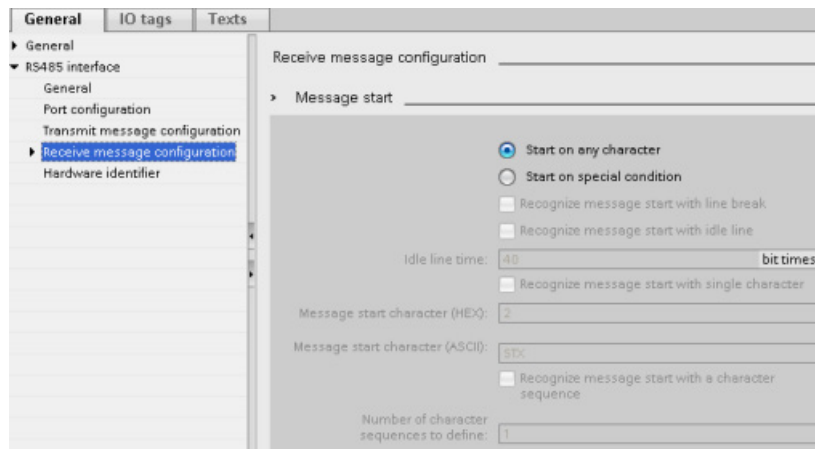 General IO tags Texts
General
RS485 interface
General
Port configuration
Transmit message configuration
Receive message configuration
Hardware identifier
Receive message configuration
Message start
Start on any character
Start on special condition
Recognize message start with line break
Recognize message start with idle line
Idle line time: 40 bit times
Recognize message start with single character
Message start character (HEX): 2
Message start character (ASCII): STX
Recognize message start with a character
sequence
Number of character
sequences to define: 1